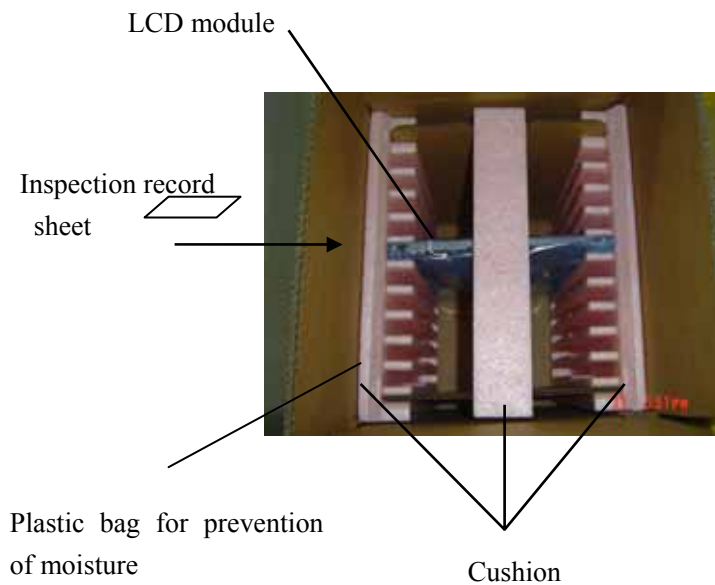 LCD module
Inspection record
sheet
Plastic bag for prevention
of moisture
Cushion